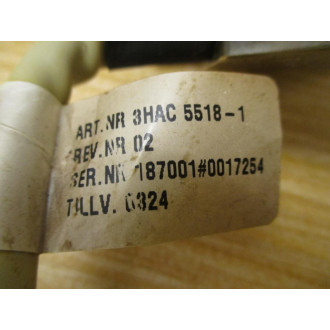 ART.NR 3HAC 5518-1
REV.NR 02
SER.NR 187001#0017254
TILLV. 0324